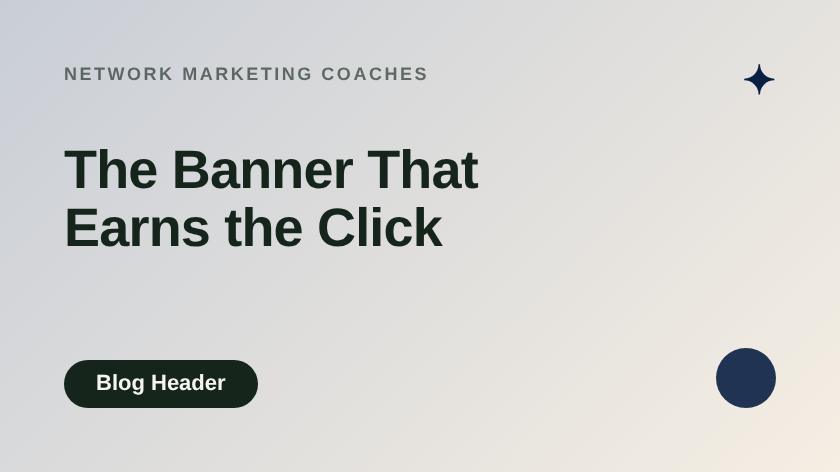 NETWORK MARKETING COACHES
The Banner That
Earns the Click
Blog Header